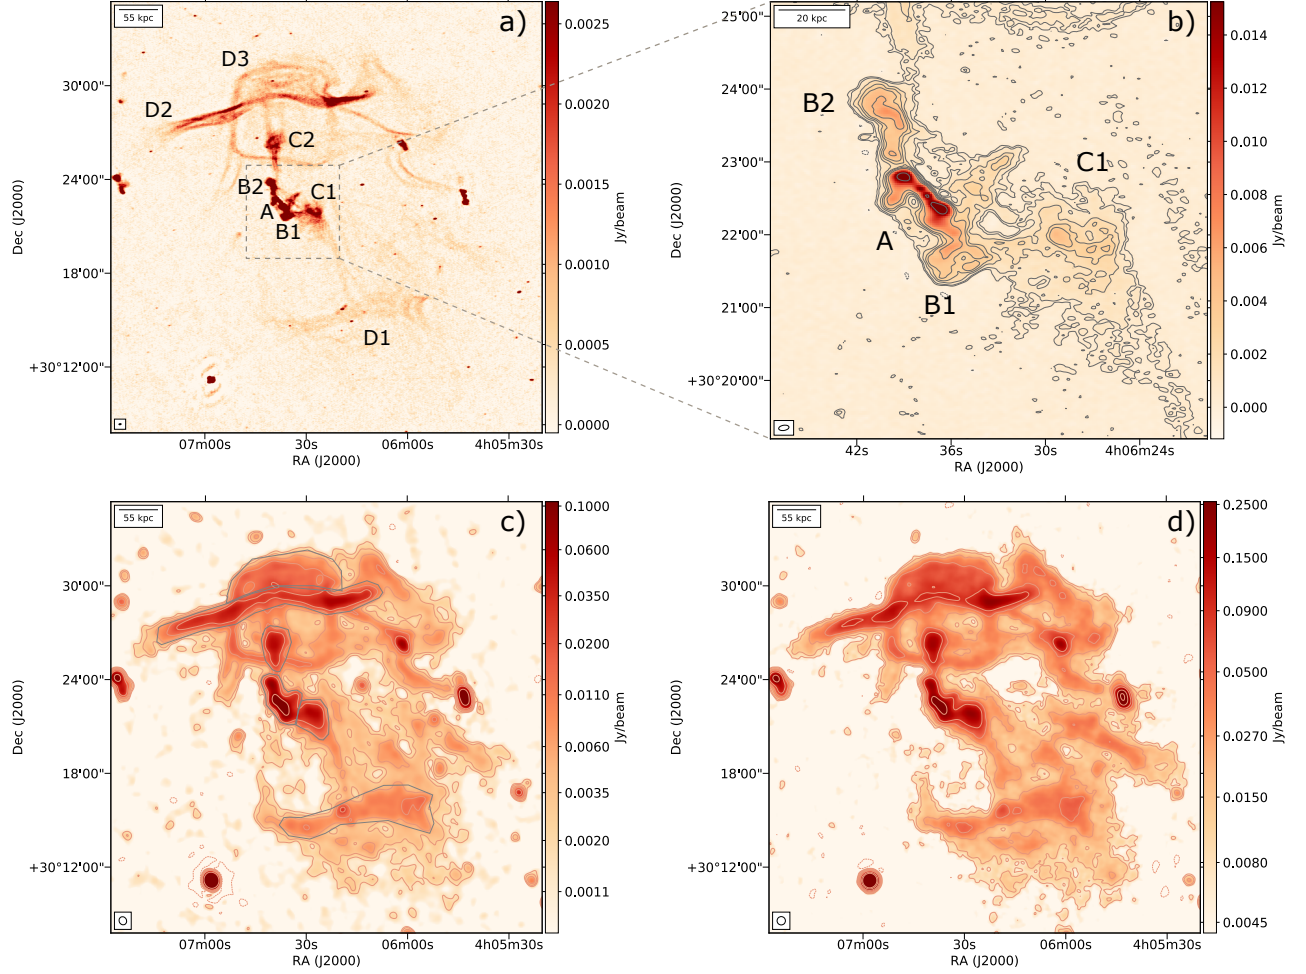 55 kpc
a)
D3
D2
C2
B2
C1
A
B1
D1
30'00"
24'00"
18'00"
+30°12'00"
Dec (J2000)
07m00s
30s
06m00s
4h05m30s
RA (J2000)
0.0025
0.0020
0.0015
0.0010
0.0005
0.0000
Jy/beam
20 kpc
b)
B2
C1
A
B1
25'00"
24'00"
23'00"
22'00"
21'00"
+30°20'00"
Dec (J2000)
42s
36s
30s
4h06m24s
RA (J2000)
0.014
0.012
0.010
0.008
0.006
0.004
0.002
0.000
Jy/beam
55 kpc
c)
30'00"
24'00"
18'00"
+30°12'00"
Dec (J2000)
07m00s
30s
06m00s
4h05m30s
RA (J2000)
0.1000
0.0600
0.0350
0.0200
0.0110
0.0060
0.0035
0.0020
0.0011
Jy/beam
55 kpc
d)
30'00"
24'00"
18'00"
+30°12'00"
Dec (J2000)
07m00s
30s
06m00s
4h05m30s
RA (J2000)
0.2500
0.1500
0.0900
0.0500
0.0270
0.0150
0.0080
0.0045
Jy/beam